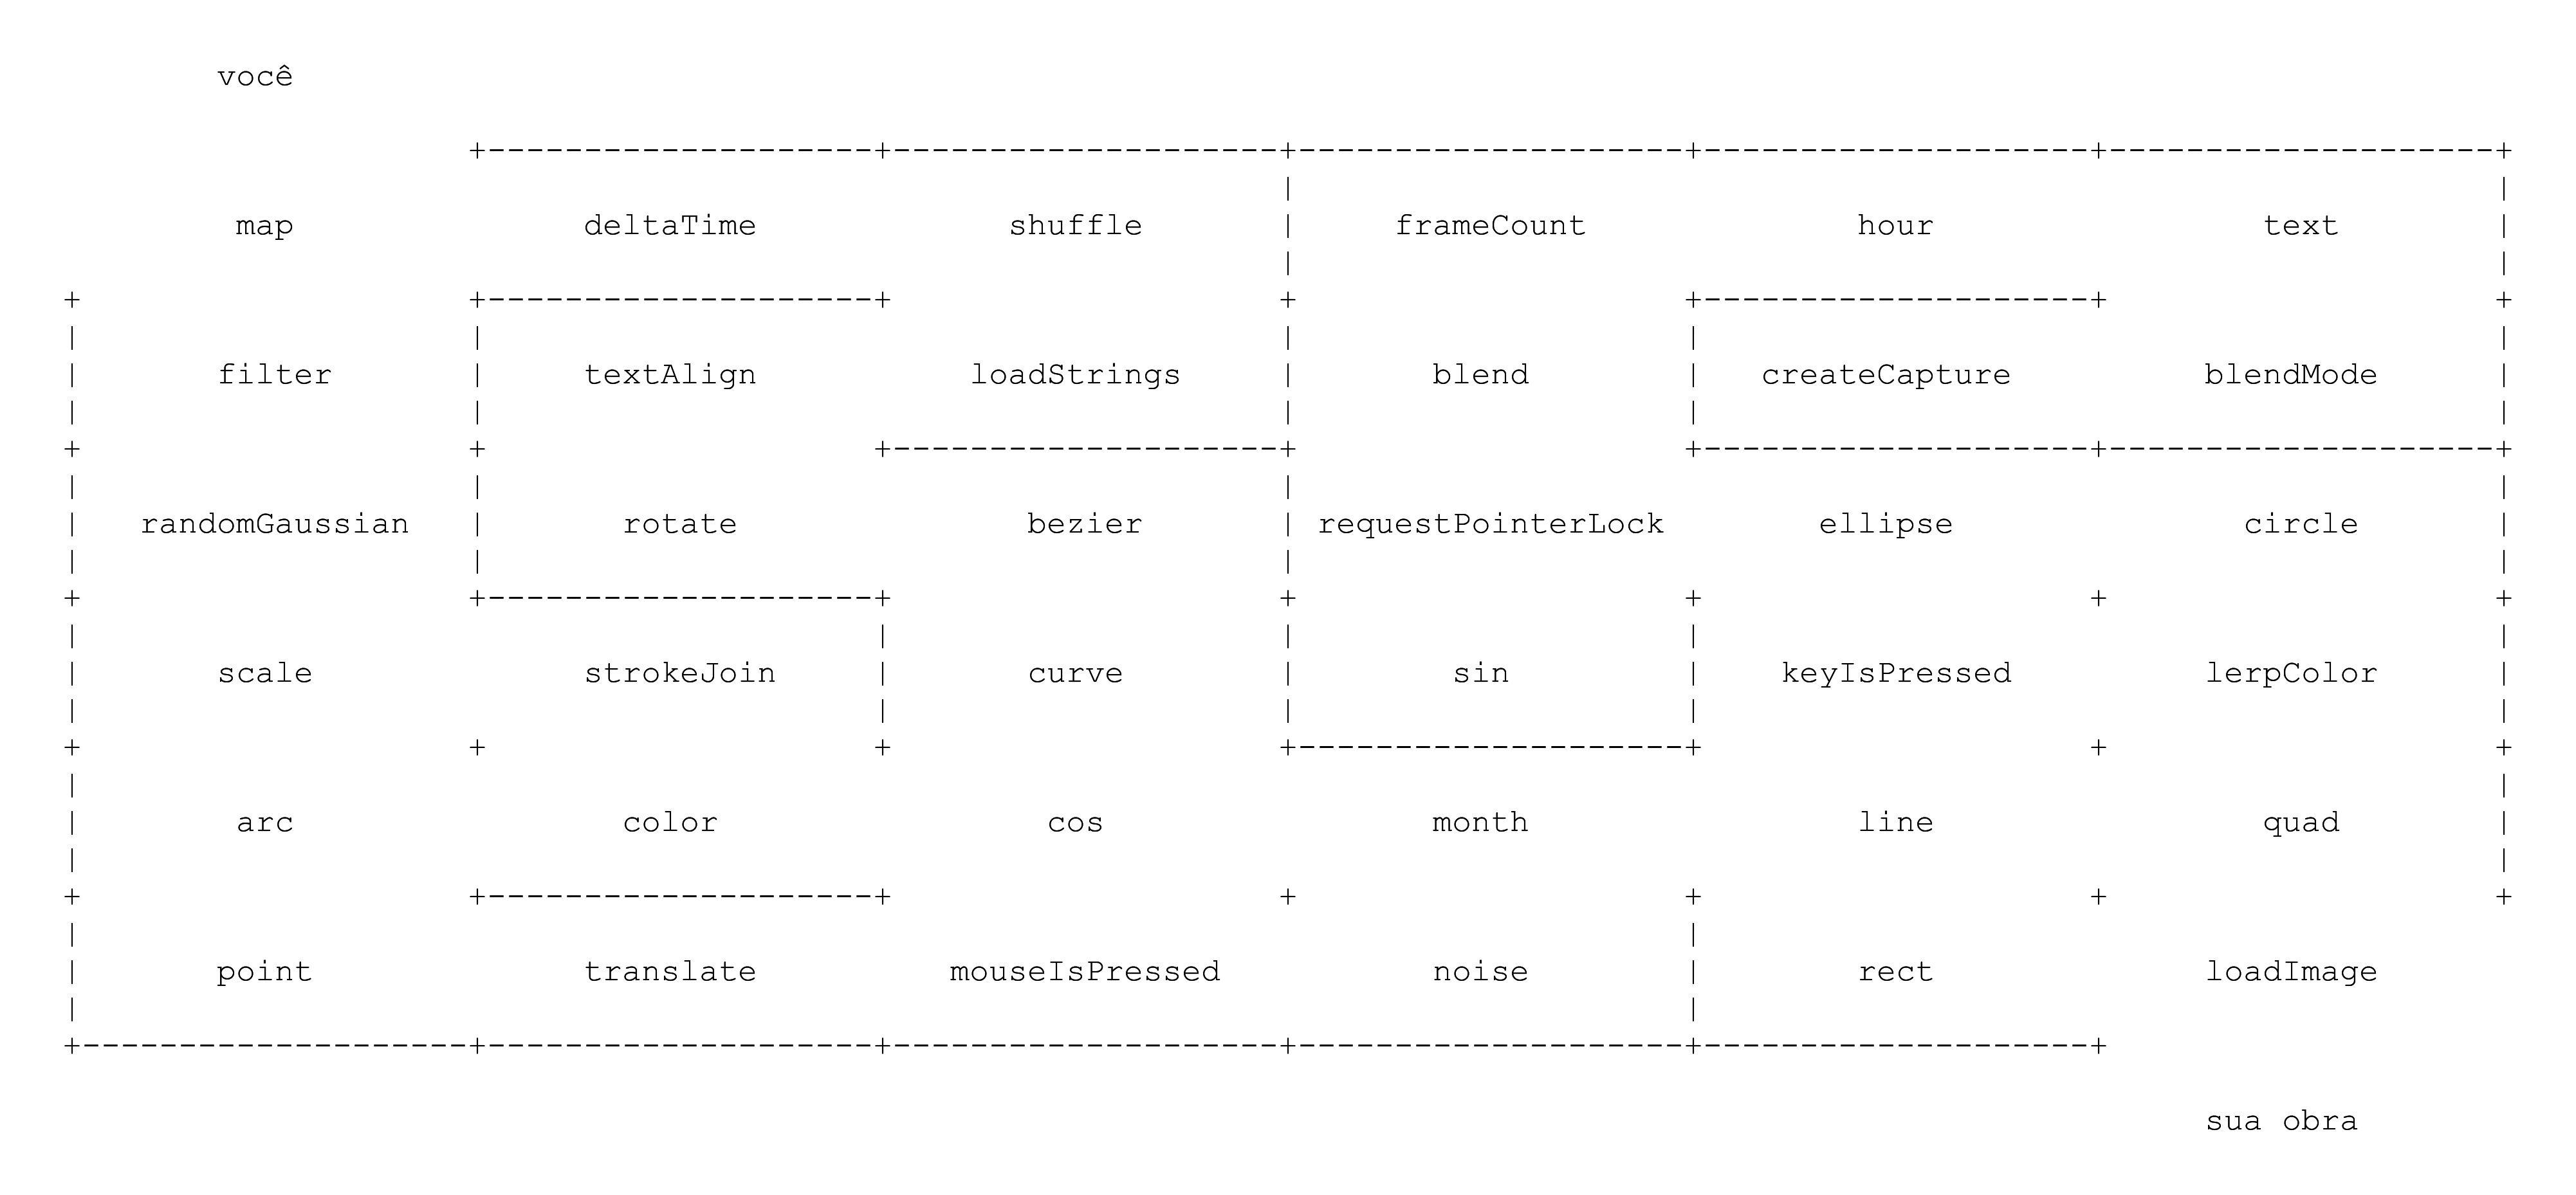 você
map deltaTime shuffle frameCount hour text
filter textAlign loadStrings blend createCapture blendMode
randomGaussian rotate bezier requestPointerLock ellipse circle
scale strokeJoin curve sin keyIsPressed lerpColor
arc color cos month line quad
point translate mouseIsPressed noise rect loadImage
sua obra